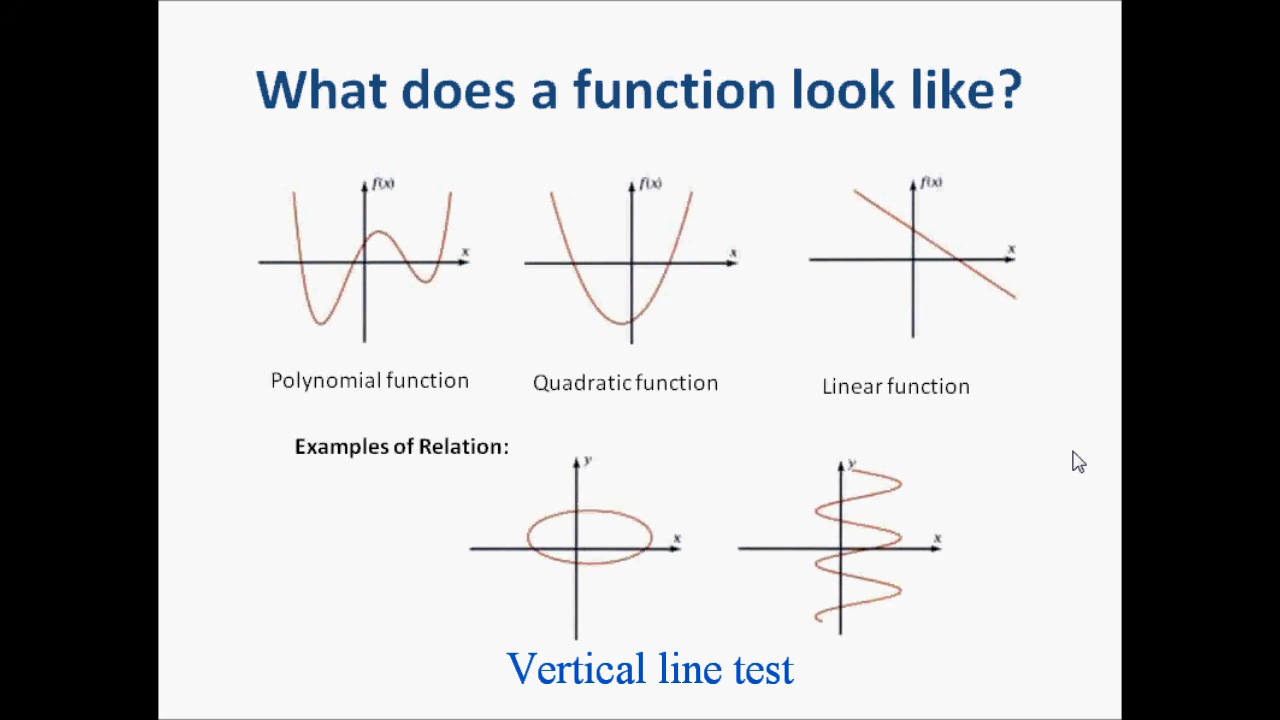 What does a function look like?
f(x)
x
f(x)
x
f(x)
x
Polynomial function
Quadratic function
Linear function
Examples of Relation:
y
x
y
x
Vertical line test